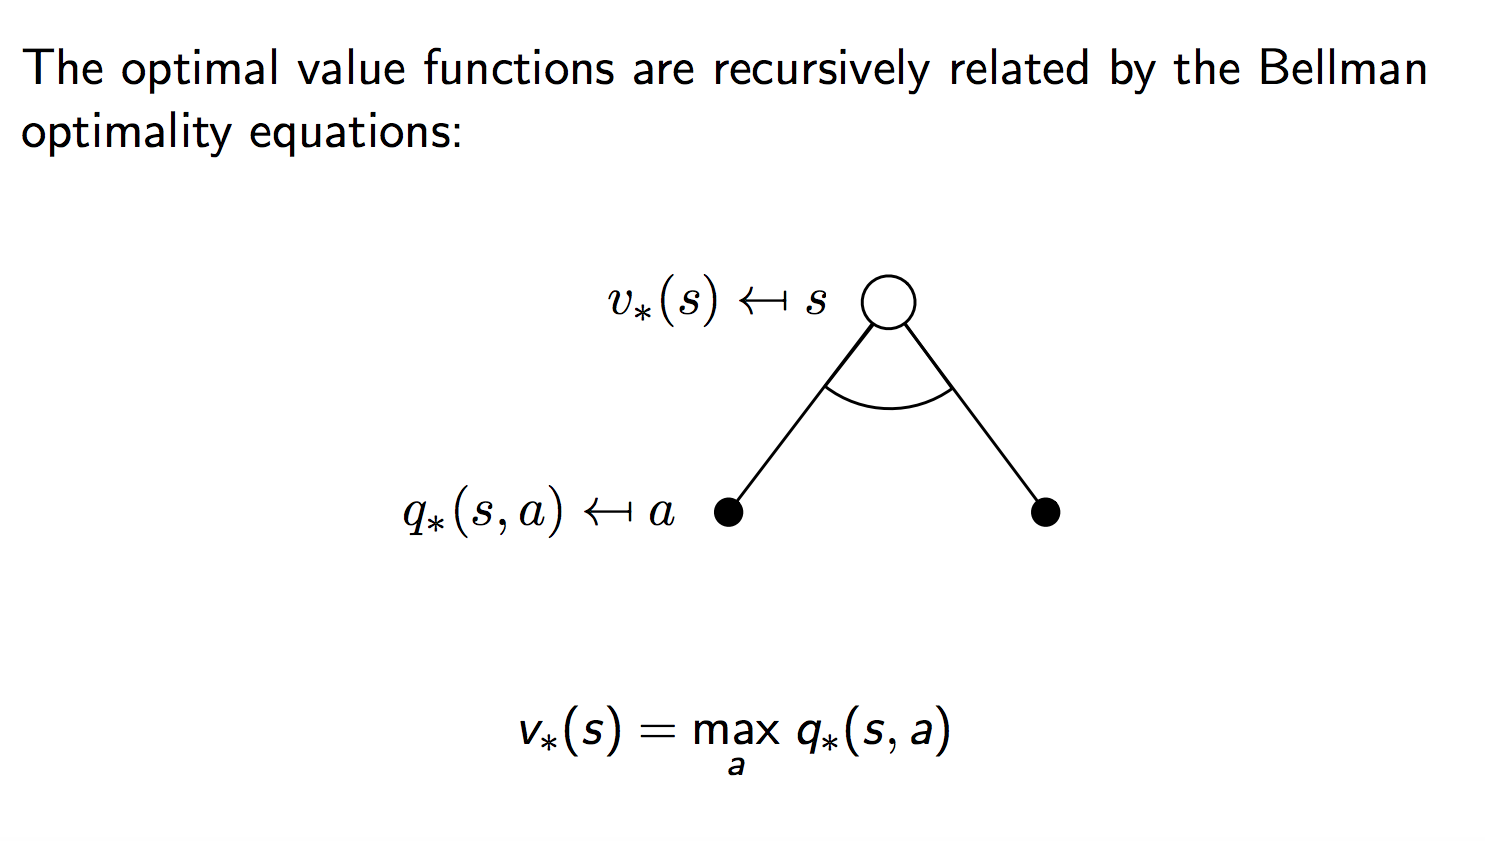 The optimal value functions are recursively related by the Bellman
optimality equations:
v∗(s) ↤ s
q∗(s, a) ↤ a
v∗(s) = max q∗(s, a)
a